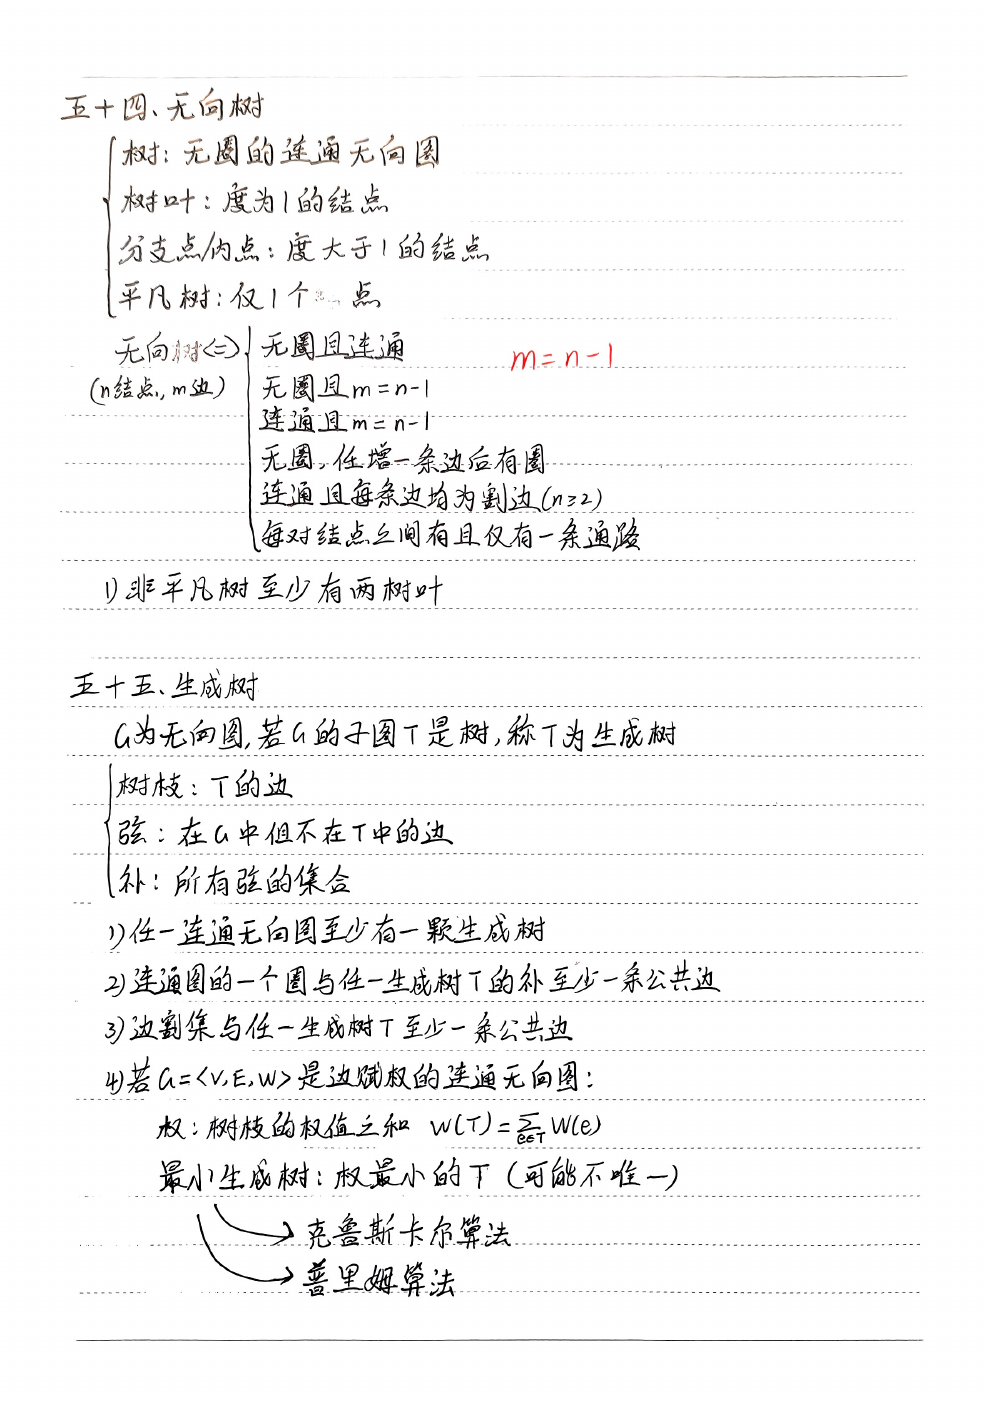 五十四、无向树
树：无圈的连通无向图
树叶：度为1的结点
分支点/内点：度大于1的结点
平凡树：仅1个 点
无向树<=> 无圈且连通
m=n-1
(n结点,m边) 无圈且m=n-1
连通且m=n-1
无圈,任增一条边后有圈
连通且每条边均为割边(n≥2)
每对结点之间有且仅有一条通路
1)非平凡树至少有两树叶
五十五、生成树
G为无向图,若G的子图T是树,称T为生成树
树枝：T的边
弦：在G中但不在T中的边
补：所有弦的集合
1)任一连通无向图至少有一颗生成树
2)连通图的一个圈与任一生成树T的补至少一条公共边
3)边割集与任一生成树T至少一条公共边
4)若G=<V,E,W>是边赋权的连通无向图：
权：树枝的权值之和 W(T)=∑e∈T W(e)
最小生成树：权最小的T(可能不唯一)
克鲁斯卡尔算法
普里姆算法